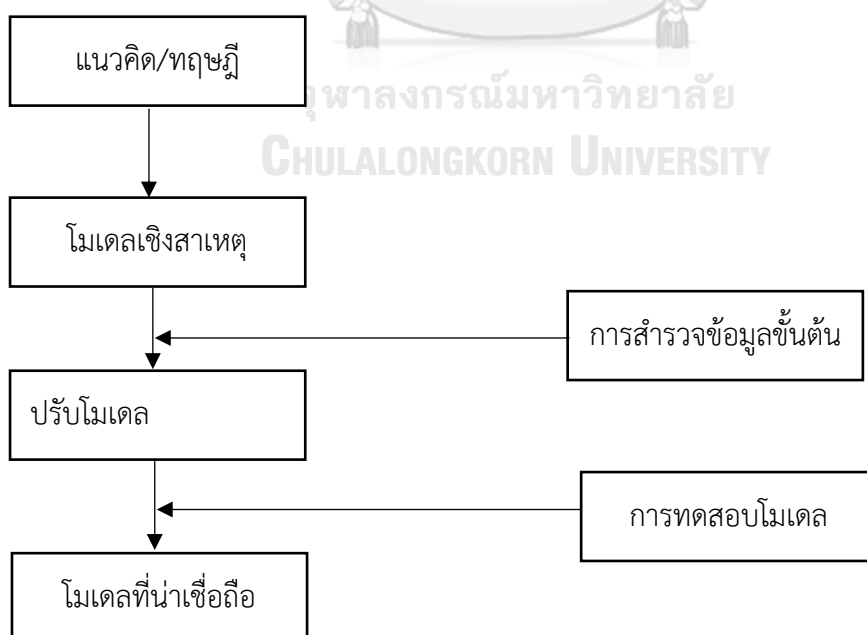 แนวคิด/ทฤษฎี
จุฬาลงกรณ์มหาวิทยาลัย
CHULALONGKORN UNIVERSITY
โมเดลเชิงสาเหตุ
การสำรวจข้อมูลขั้นต้น
ปรับโมเดล
การทดสอบโมเดล
โมเดลที่น่าเชื่อถือ